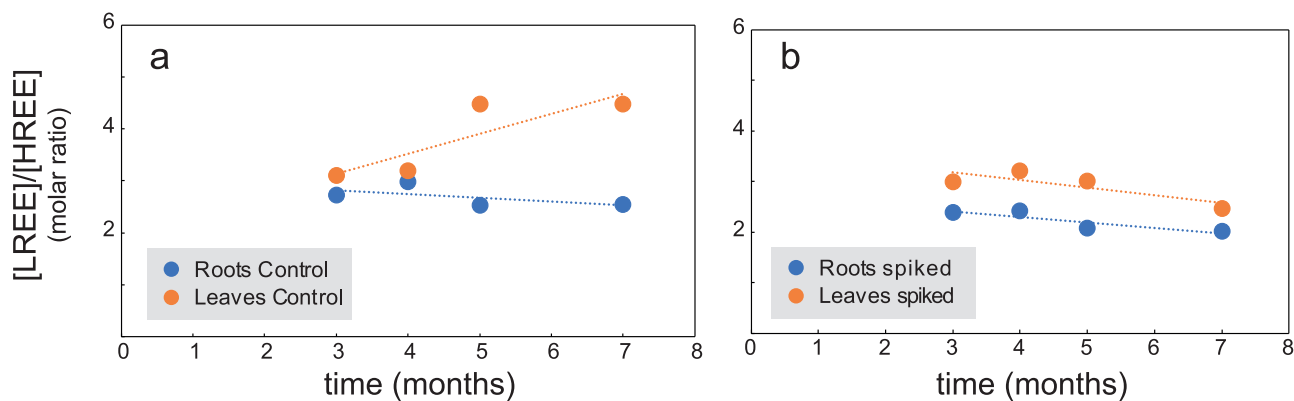 [LREE]/[HREE]
(molar ratio)
6
4
2
a
Roots Control
Leaves Control
0 1 2 3 4 5 6 7 8
time (months)
6
4
2
b
Roots spiked
Leaves spiked
0 1 2 3 4 5 6 7 8
time (months)